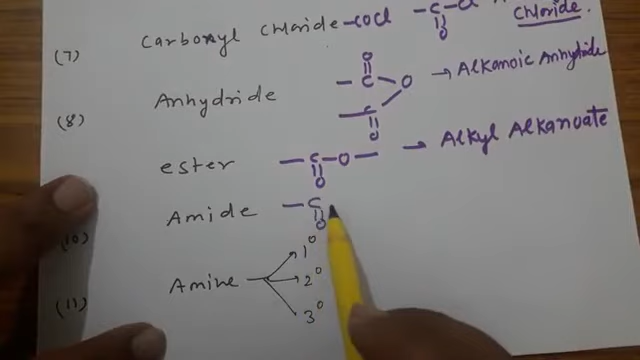 (7) Carbonyl Chloride -COCl -C-Cl Chloride.
O
(8) Anhydride -C O → Alkanoic Anhydride
O
-C
O
ester -C-O- → Alkyl Alkanoate
O
(10) Amide -C
O
(11) Amine 1°
2°
3°